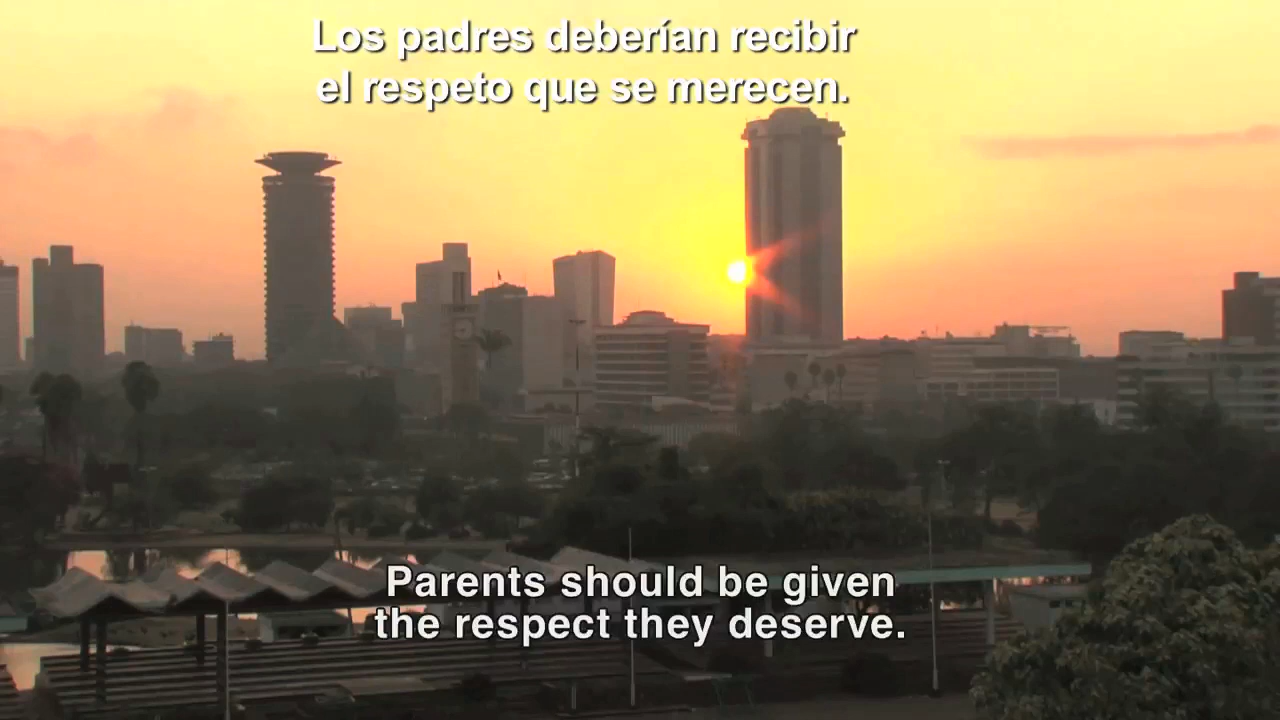 Los padres deberían recibir
el respeto que se merecen.
Parents should be given
the respect they deserve.